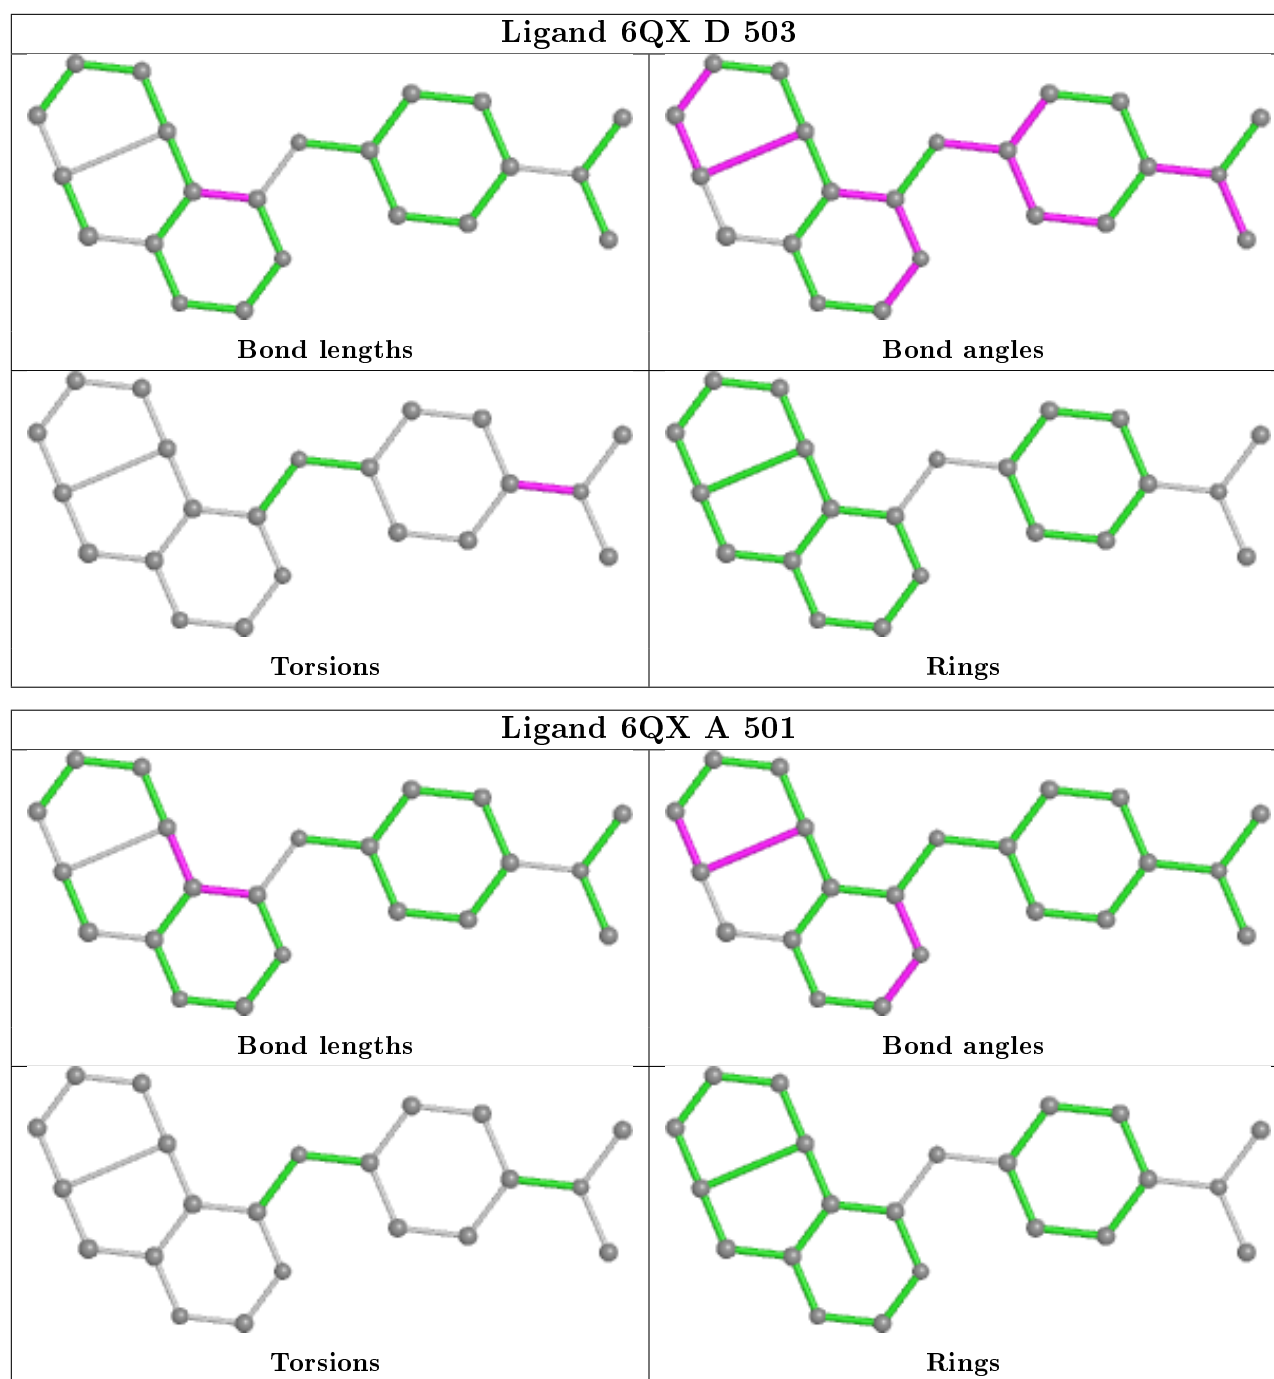 Ligand 6QX D 503
Bond lengths
Bond angles
Torsions
Rings
Ligand 6QX A 501
Bond lengths
Bond angles
Torsions
Rings